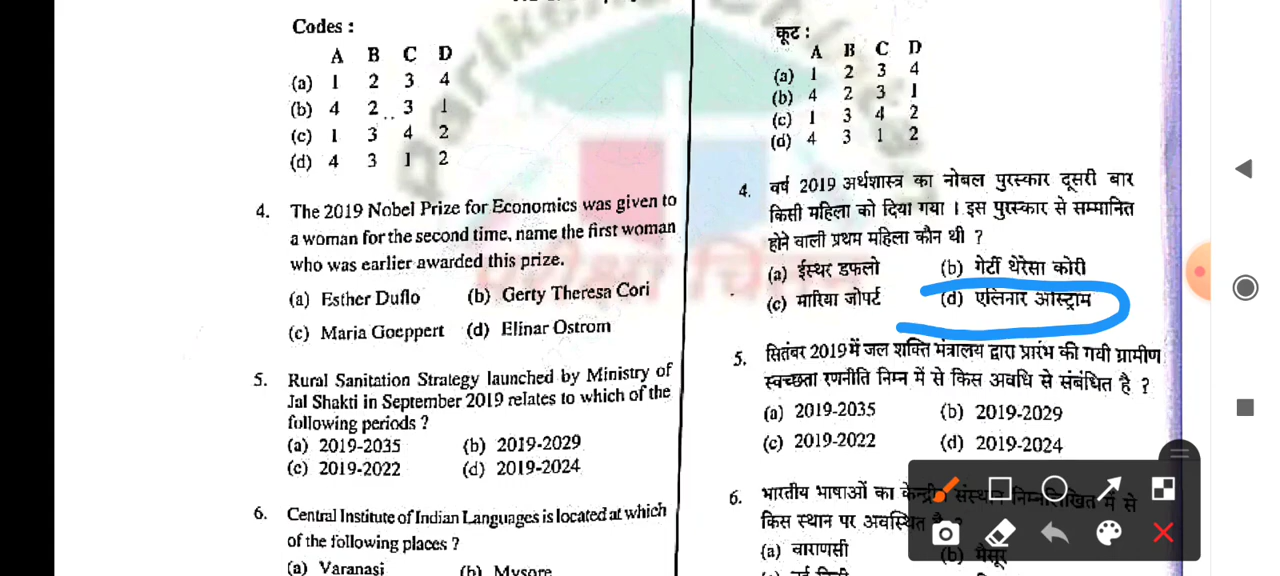 Codes :
A B C D
(a) 1 2 3 4
(b) 4 2 3 1
(c) 1 3 4 2
(d) 4 3 1 2
4. The 2019 Nobel Prize for Economics was given to
a woman for the second time, name the first woman
who was earlier awarded this prize.
(a) Esther Duflo (b) Gerty Theresa Cori
(c) Maria Goeppert (d) Elinar Ostrom
5. Rural Sanitation Strategy launched by Ministry of
Jal Shakti in September 2019 relates to which of the
following periods ?
(a) 2019-2035 (b) 2019-2029
(c) 2019-2022 (d) 2019-2024
6. Central Institute of Indian Languages is located at which
of the following places ?
(a) Varanasi (b) Mysore
कूट :
A B C D
(a) 1 2 3 4
(b) 4 2 3 1
(c) 1 3 4 2
(d) 4 3 1 2
4. वर्ष 2019 अर्थशास्त्र का नोबल पुरस्कार दूसरी बार
किसी महिला को दिया गया । इस पुरस्कार से सम्मानित
होने वाली प्रथम महिला कौन थी ?
(a) ईस्थर डफलो (b) गेर्टी थेरेसा कोरी
(c) मारिया जोपर्ट (d) एलिनार ऑस्ट्राम
5. सितंबर 2019 में जल शक्ति मंत्रालय द्वारा प्रारंभ की गयी ग्रामीण
स्वच्छता रणनीति निम्न में से किस अवधि से संबंधित है ?
(a) 2019-2035 (b) 2019-2029
(c) 2019-2022 (d) 2019-2024
6. भारतीय भाषाओं का केन्द्रीय संस्थान निम्नलिखित में से
किस स्थान पर अवस्थित है ?
(a) वाराणसी (b) मैसूर